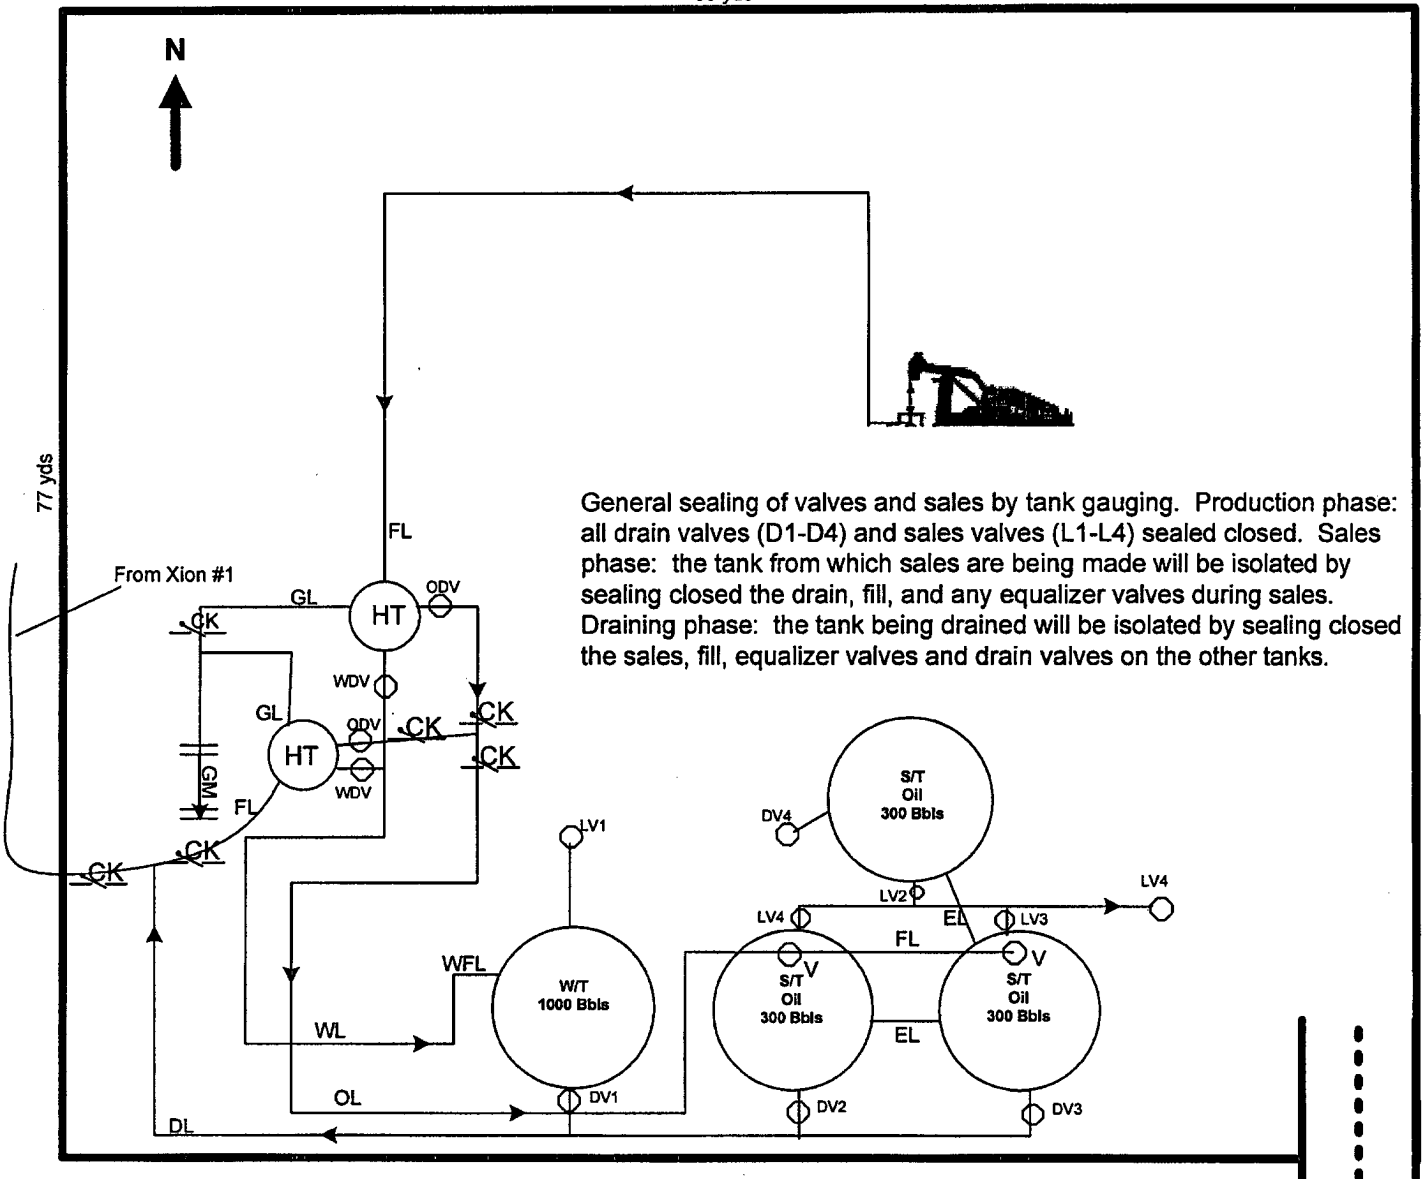 N
77 yds
General sealing of valves and sales by tank gauging. Production phase:
all drain valves (D1-D4) and sales valves (L1-L4) sealed closed. Sales
phase: the tank from which sales are being made will be isolated by
sealing closed the drain, fill, and any equalizer valves during sales.
Draining phase: the tank being drained will be isolated by sealing closed
the sales, fill, equalizer valves and drain valves on the other tanks.
FL
From Xion #1
GL
HT
ODV
CK
WDV
CK
GL
ODV
CK
HT
CK
GM
WDV
FL
CK
CK
LV1
S/T
Oil
300 Bbls
DV4
LV2
LV4
LV4
EL
LV3
FL
V
V
WFL
W/T
1000 Bbls
S/T
Oil
300 Bbls
S/T
Oil
300 Bbls
WL
EL
OL
DV1
DV2
DV3
DL